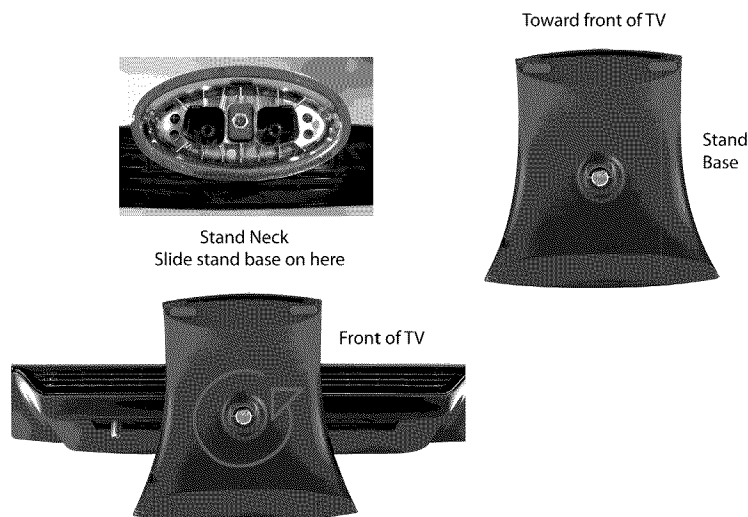 Toward front of TV
Stand
Base
Stand Neck
Slide stand base on here
Front of TV